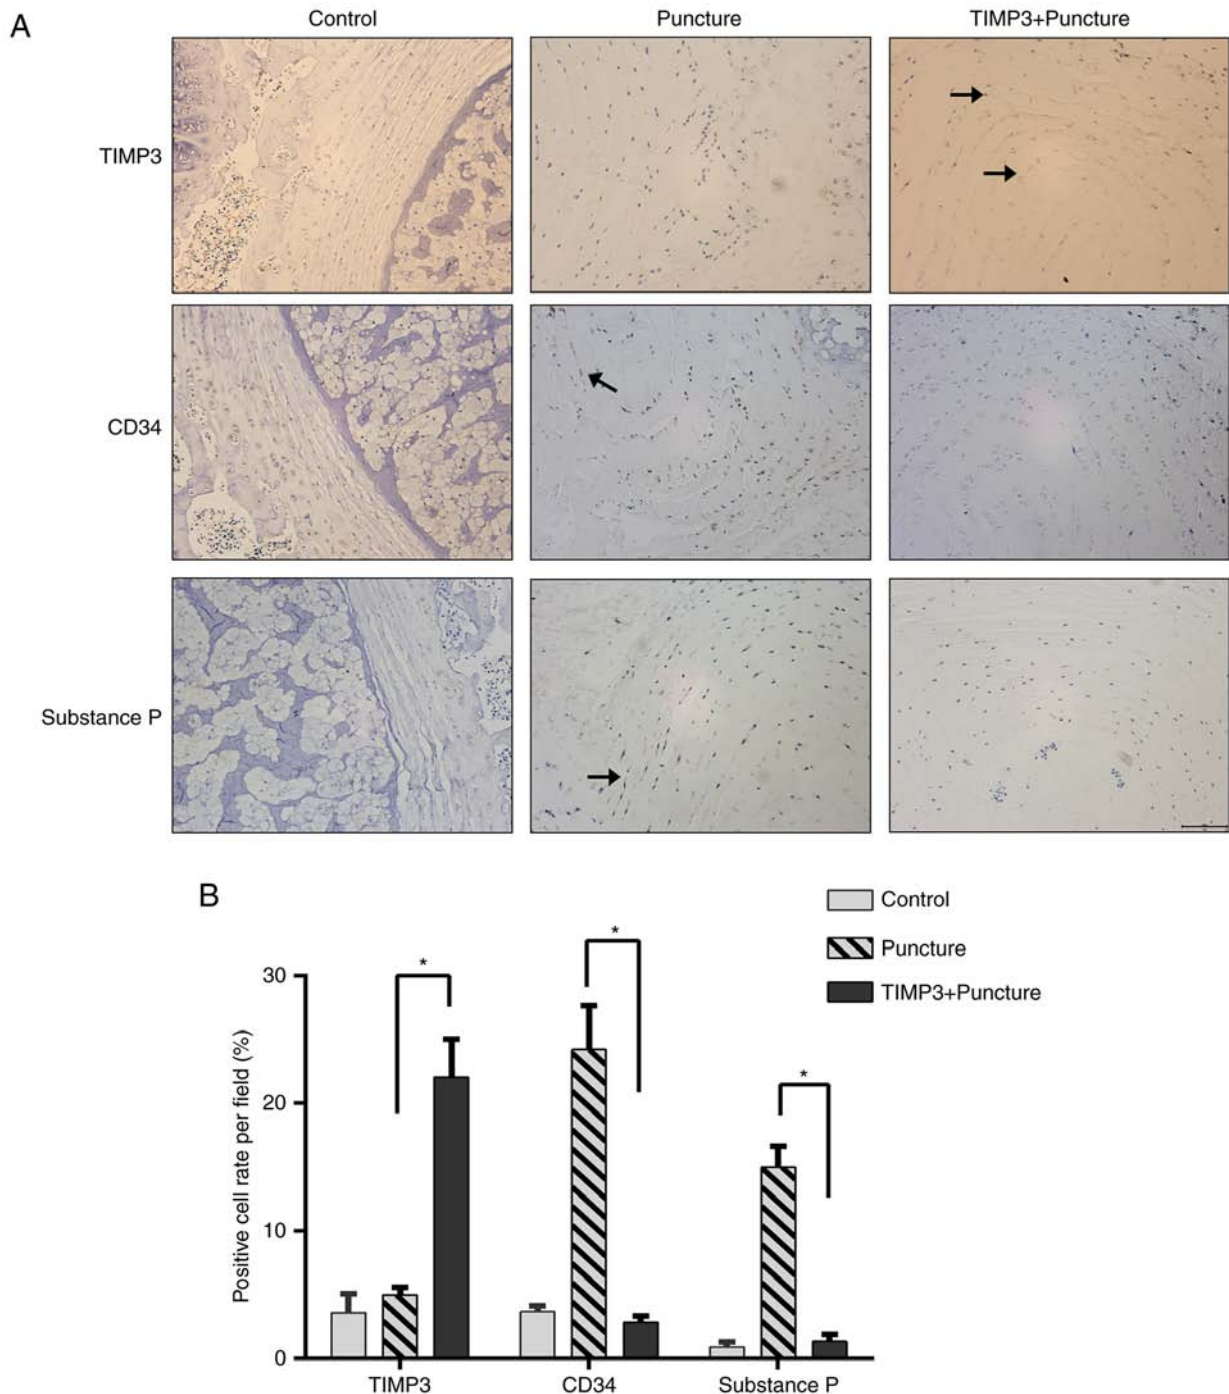 A
Control
Puncture
TIMP3+Puncture
TIMP3
CD34
Substance P
B
Control
Puncture
TIMP3+Puncture
*
*
*
Positive cell rate per field (%)
30
20
10
0
TIMP3
CD34
Substance P